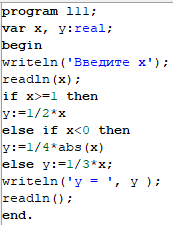 program lll;
var x, y:real;
begin
writeln('Введите x');
readln(x);
if x>=1 then
y:=1/2*x
else if x<0 then
y:=1/4*abs(x)
else y:=1/3*x;
writeln('y = ', y );
readln();
end.